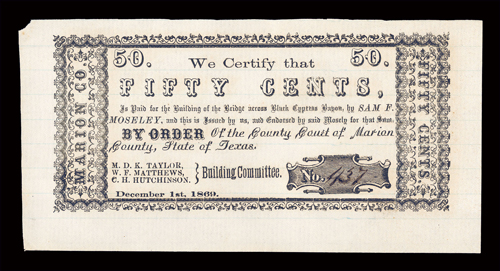 50. We Certify that 50.
FIFTY CENTS,
Is Paid for the Building of the Bridge across Black Cypress Bayou, by SAM F.
MOSELEY, and this is Issued by us, and Endorsed by said Mosely for that Sum.
BY ORDER Of the County Court of Marion
County, State of Texas.
M. D. K. TAYLOR,
W. F. MATTHEWS,
C. H. HUTCHINSON.
} Building Committee.
No. 437
December 1st, 1869.
MARION CO
FIFTY CENTS